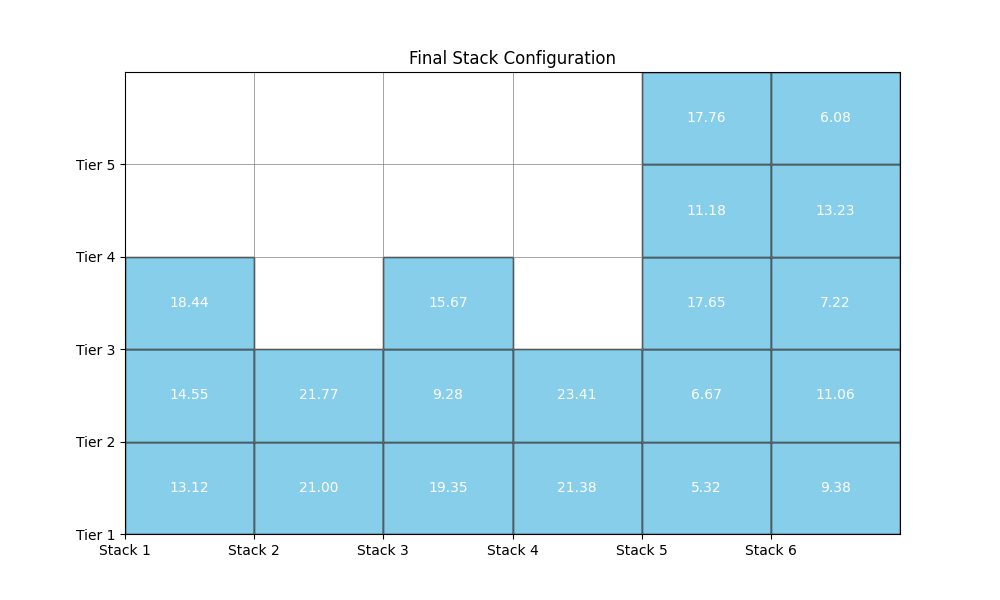 Final Stack Configuration
17.76 6.08
Tier 5
11.18 13.23
Tier 4
18.44 15.67 17.65 7.22
Tier 3
14.55 21.77 9.28 23.41 6.67 11.06
Tier 2
13.12 21.00 19.35 21.38 5.32 9.38
Tier 1
Stack 1 Stack 2 Stack 3 Stack 4 Stack 5 Stack 6